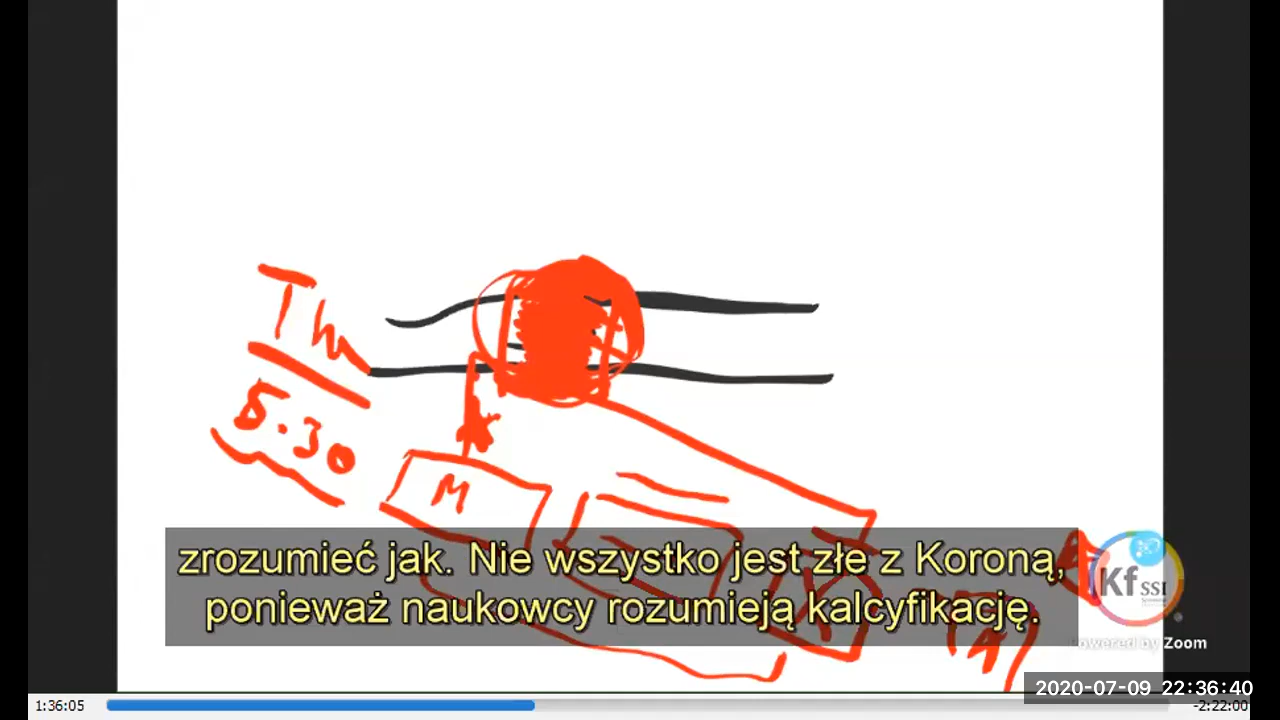 Th
5.30
M
zrozumieć jak. Nie wszystko jest złe z Koroną,
ponieważ naukowcy rozumieją kalcyfikację.
Kf SSI
Powered by Zoom
2020-07-09 22:36:40
1:36:05
-2:22:00